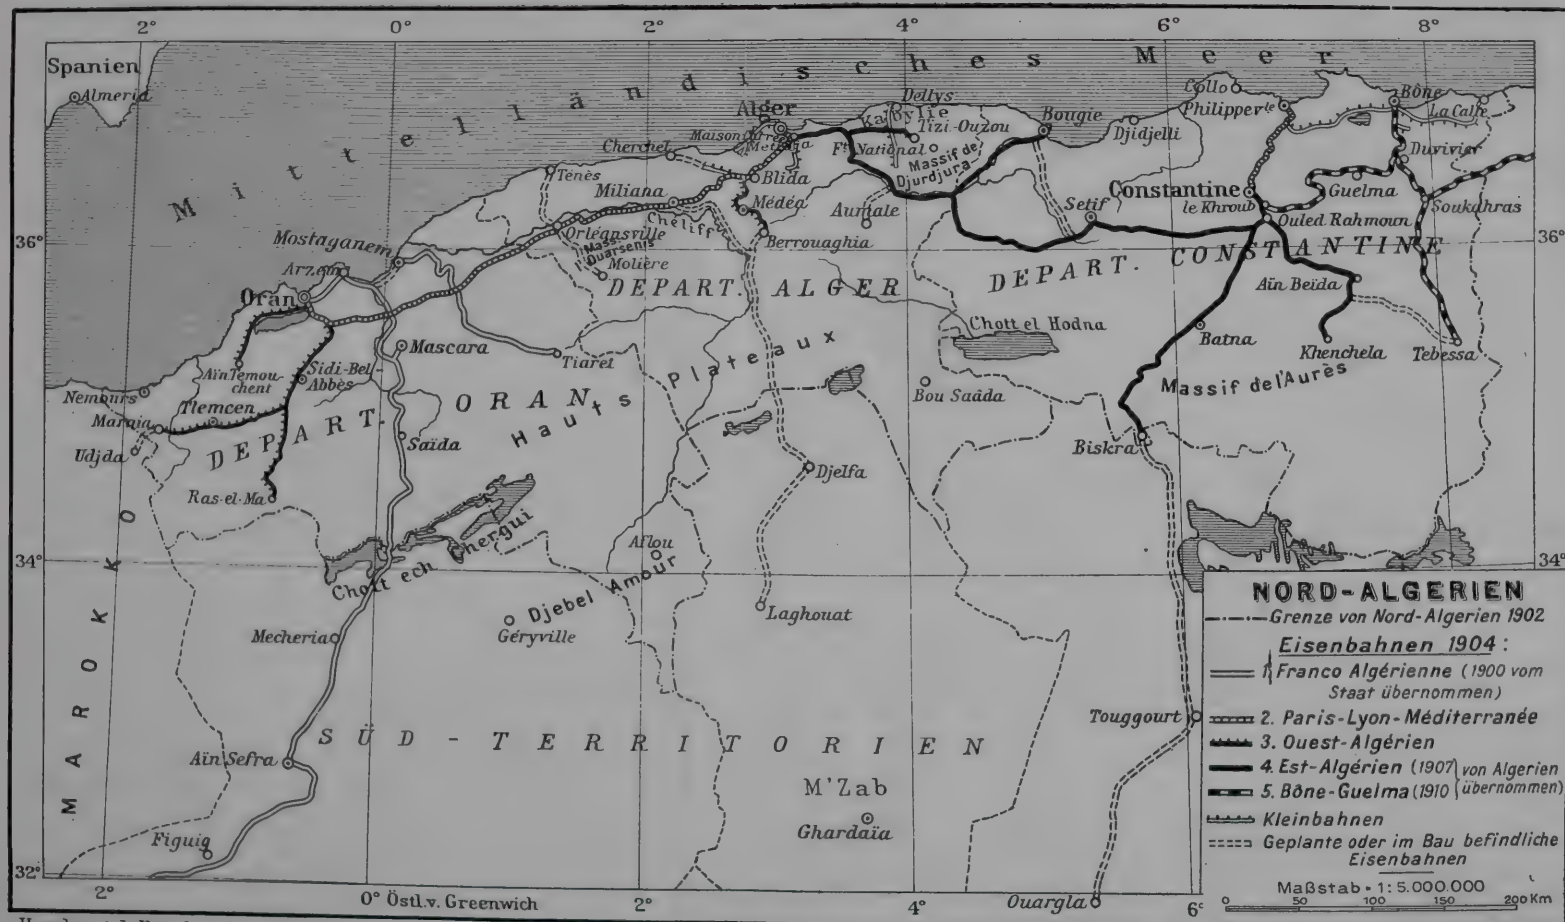 2° 0° 2° 4° 6° 8°
Spanien
Almeria
Mittelländisches Meer
Alger
Maison Carrée
Dellys
Kabylie
Tizi-Ouzou
Ft National
Massif de
Djurdjura
Bougie
Djidjelli
Collo
Philippevle
Bône
La Calle
Duvivier
Cherchel
Blida
Ténès
Miliana
Médéa
Chéliff
Berrouaghia
Aumale
Setif
Constantine
le Khroub
Guelma
Ouled Rahmoun
Soukahras
36°
36°
Mostaganem
Orléansville
Mass.
Ouarsenis
Molière
Arzew
Oran
DEPART. ALGER
DEPART. CONSTANTINE
Aïn Beïda
Chott el Hodna
Batna
Khenchela
Tebessa
Massif de l'Aurès
Mascara
Tiaret
Aïn Temou-
chent
Sidi-Bel-
Abbès
Nemours
Tlemcen
Marnia
Udjda
DEPART. ORAN
Hauts Plateaux
Bou Saâda
Biskra
Saïda
Ras-el-Ma
Djelfa
Chott ech Chergui
Aflou
Djebel Amour
34°
34°
MAROKKO
Mecheria
Géryville
Laghouat
Touggourt
SÜD-TERRITORIEN
Aïn Sefra
M'Zab
Ghardaïa
Figuig
Ouargla
32°
2° 0° Östl. v. Greenwich 2° 4° 6°
NORD-ALGERIEN
Grenze von Nord-Algerien 1902
Eisenbahnen 1904:
1. Franco Algérienne (1900 vom
Staat übernommen)
2. Paris-Lyon-Méditerranée
3. Ouest-Algérien
4. Est-Algérien (1907 von Algerien
5. Bône-Guelma (1910 übernommen)
Kleinbahnen
Geplante oder im Bau befindliche
Eisenbahnen
Maßstab = 1:5.000.000
0 50 100 150 200 Km